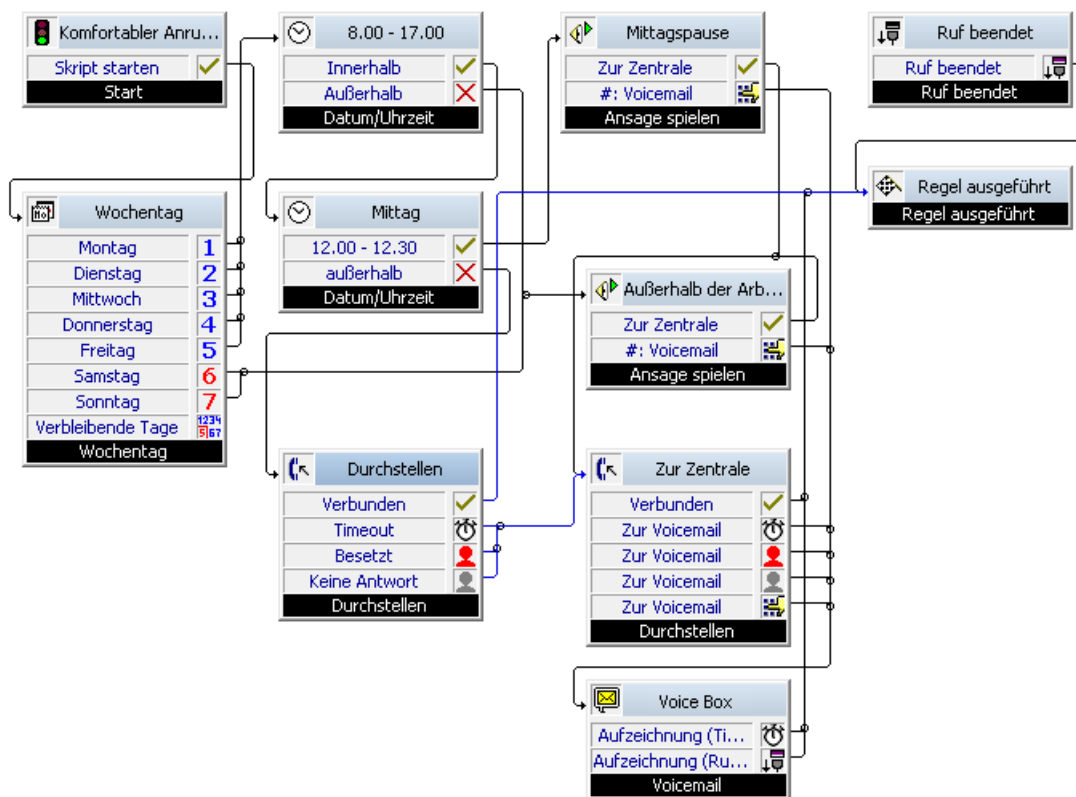 Komfortabler Anru...
Skript starten
Start
8.00 - 17.00
Innerhalb
Außerhalb
Datum/Uhrzeit
Mittagspause
Zur Zentrale
#: Voicemail
Ansage spielen
Ruf beendet
Ruf beendet
Ruf beendet
Wochentag
Montag 1
Dienstag 2
Mittwoch 3
Donnerstag 4
Freitag 5
Samstag 6
Sonntag 7
Verbleibende Tage 1234 567
Wochentag
Mittag
12.00 - 12.30
außerhalb
Datum/Uhrzeit
Regel ausgeführt
Regel ausgeführt
Außerhalb der Arb...
Zur Zentrale
#: Voicemail
Ansage spielen
Durchstellen
Verbunden
Timeout
Besetzt
Keine Antwort
Durchstellen
Zur Zentrale
Verbunden
Zur Voicemail
Zur Voicemail
Zur Voicemail
Zur Voicemail
Durchstellen
Voice Box
Aufzeichnung (Ti...
Aufzeichnung (Ru...
Voicemail